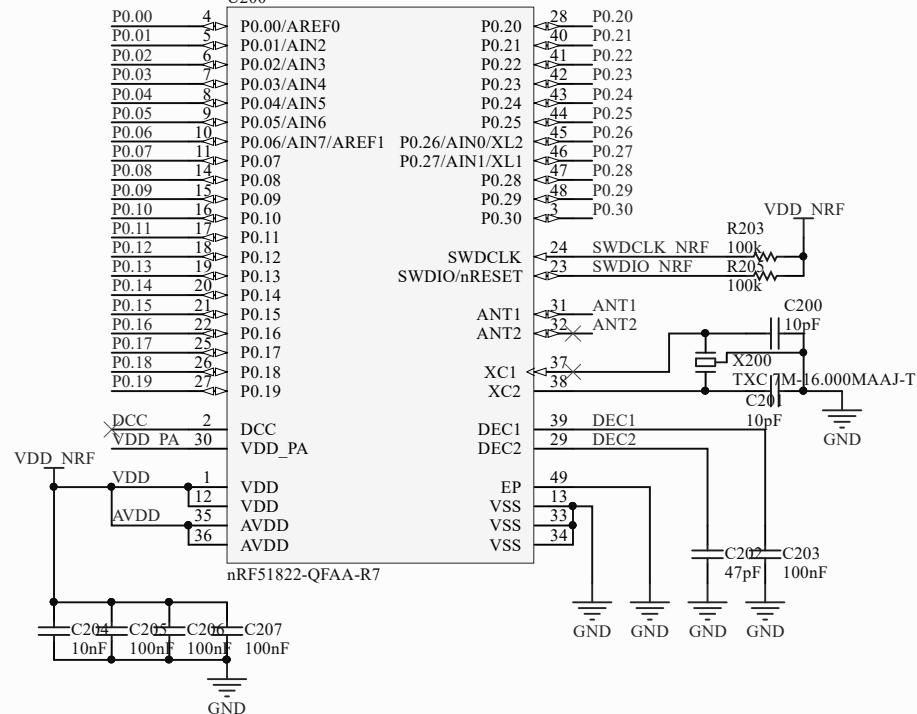 C200
P0.00 4 P0.00/AREF0 P0.20 28 P0.20
P0.01 5 P0.01/AIN2 P0.21 40 P0.21
P0.02 6 P0.02/AIN3 P0.22 41 P0.22
P0.03 7 P0.03/AIN4 P0.23 42 P0.23
P0.04 8 P0.04/AIN5 P0.24 43 P0.24
P0.05 9 P0.05/AIN6 P0.25 44 P0.25
P0.06 10 P0.06/AIN7/AREF1 P0.26/AIN0/XL2 45 P0.26
P0.07 11 P0.07 P0.27/AIN1/XL1 46 P0.27
P0.08 14 P0.08 P0.28 47 P0.28
P0.09 15 P0.09 P0.29 48 P0.29
P0.10 16 P0.10 P0.30 3 P0.30
VDD_NRF
P0.11 17 P0.11
R203
P0.12 18 P0.12 SWDCLK 24 SWDCLK_NRF 100k
P0.13 19 P0.13 SWDIO/nRESET 23 SWDIO_NRF R205
100k
P0.14 20 P0.14
P0.15 21 P0.15 ANT1 31 ANT1
C200
P0.16 22 P0.16 ANT2 32 ANT2
10pF
P0.17 25 P0.17
X200
P0.18 26 P0.18 XC1 37
TXC 7M-16.000MAAJ-T
P0.19 27 P0.19 XC2 38
C201
10pF
GND
DCC 2 DCC DEC1 39 DEC1
VDD_PA 30 VDD_PA DEC2 29 DEC2
VDD_NRF
VDD 1 VDD EP 49
12 VDD VSS 13
AVDD 35 AVDD VSS 33
36 AVDD VSS 34
C202 C203
47pF 100nF
nRF51822-QFAA-R7
GND GND GND GND
C204 C205 C206 C207
10nF 100nF 100nF 100nF
GND